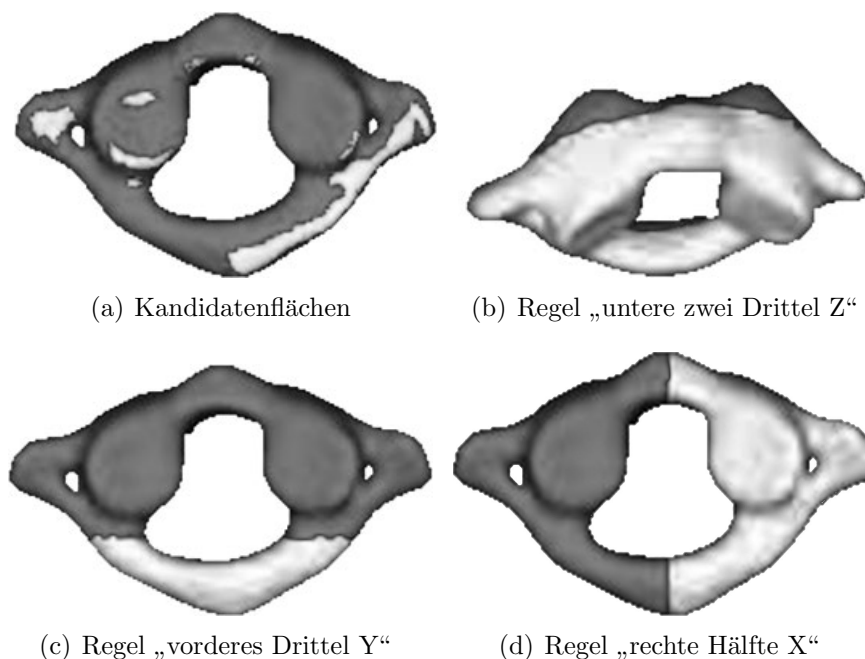 (a) Kandidatenflächen
(b) Regel „untere zwei Drittel Z“
(c) Regel „vorderes Drittel Y“
(d) Regel „rechte Hälfte X“